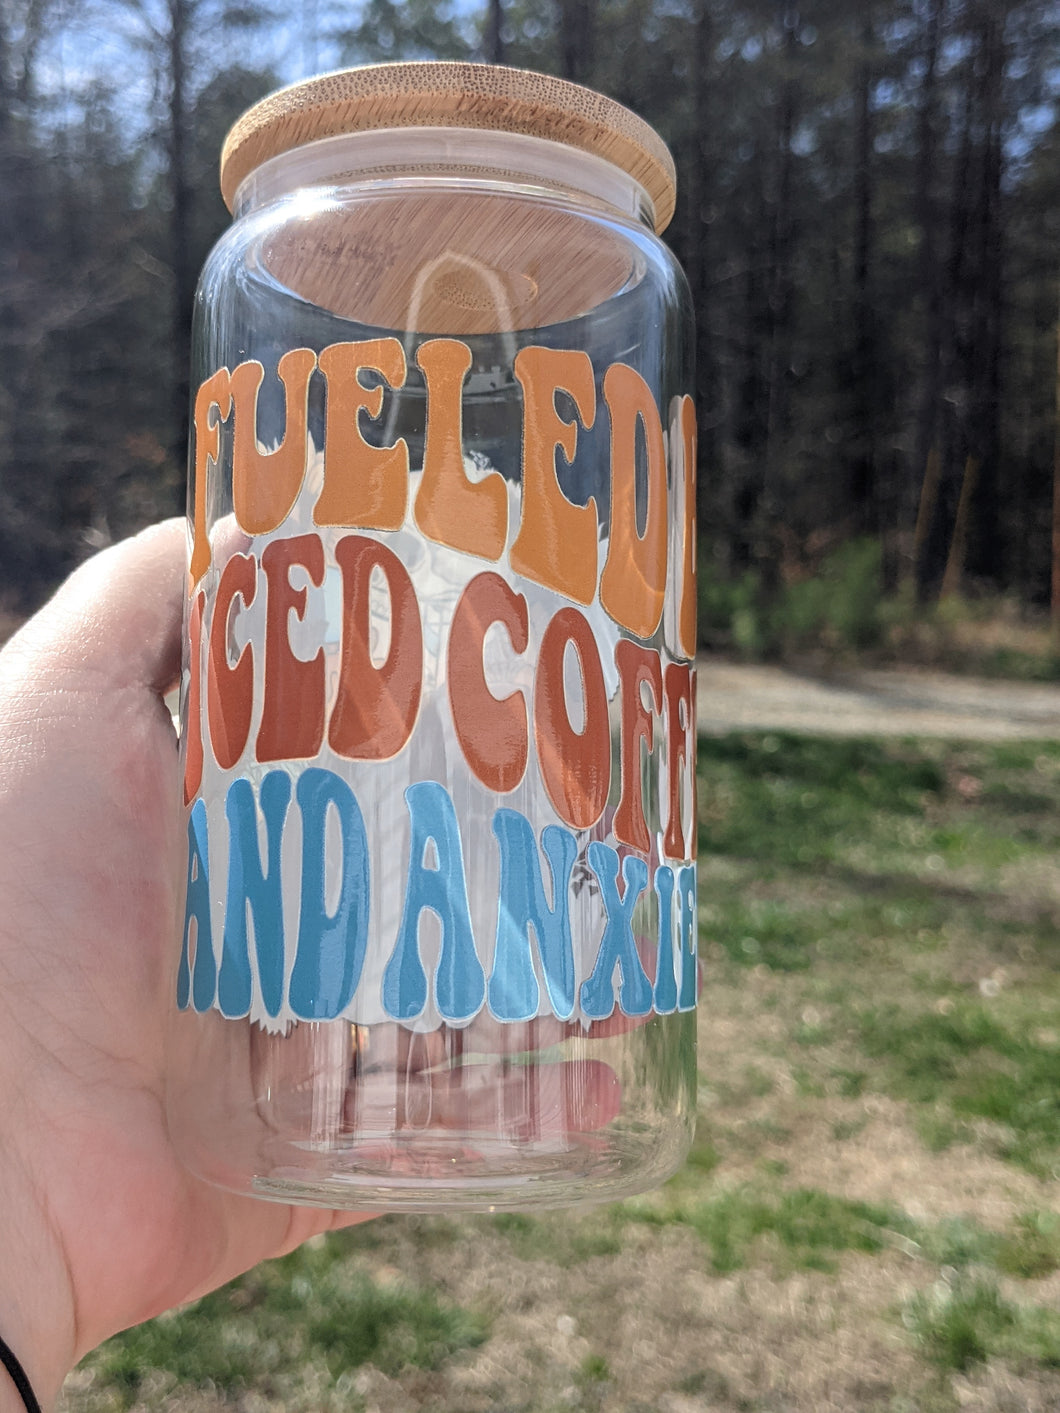 FUELED B
ICED COFF
AND ANXIE